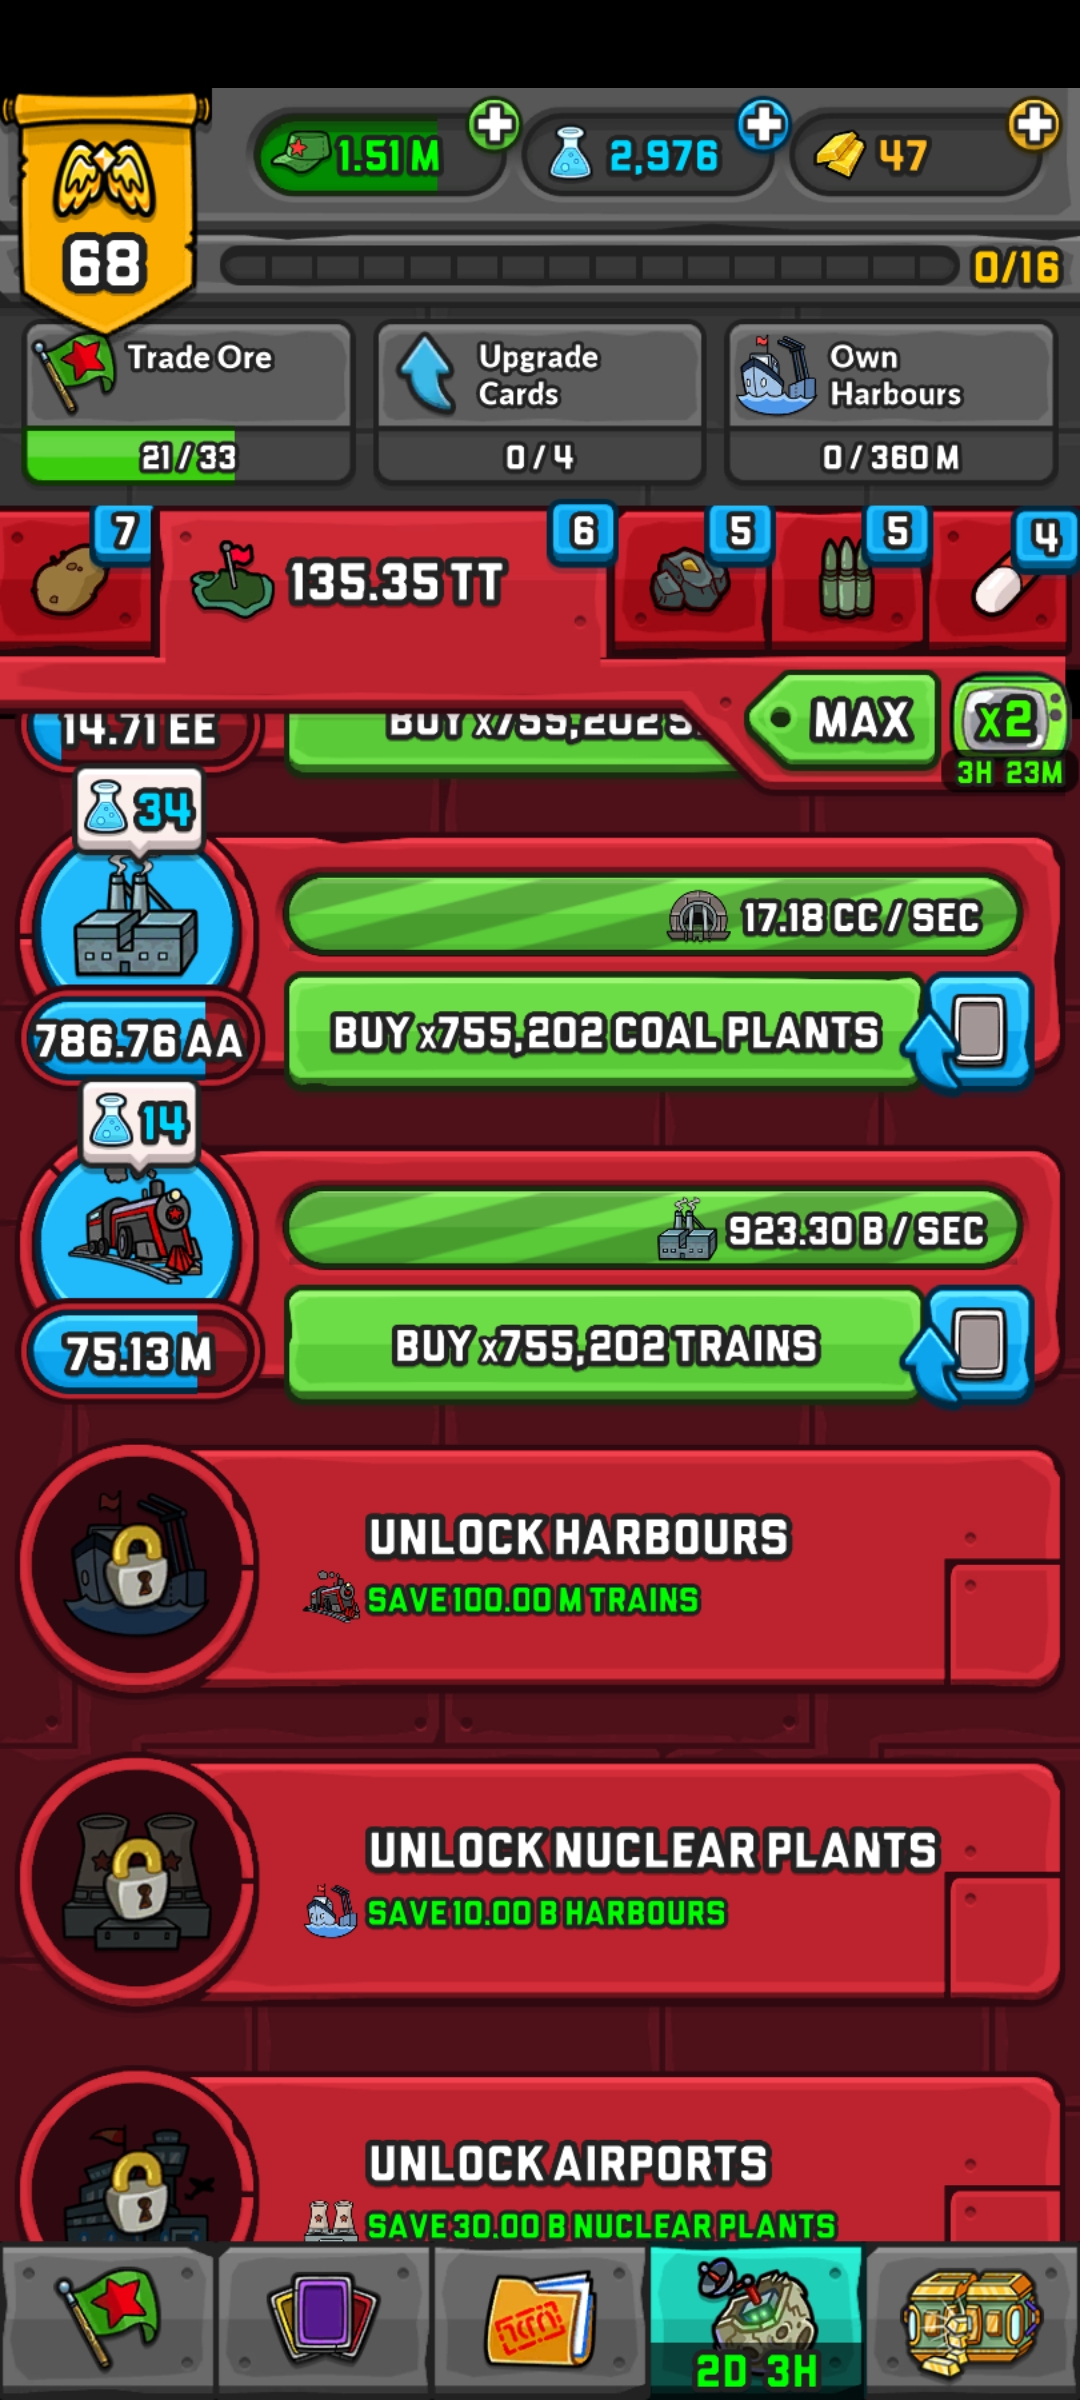 1.51 M
2,976
47
68
0/16
Trade Ore
21 / 33
Upgrade
Cards
0 / 4
Own
Harbours
0 / 360 M
7
135.35 TT
6
5
5
4
MAX
x2
3H 23M
14.71 EE
BUY x755,202 S
34
17.18 CC / SEC
786.76 AA
BUY x755,202 COAL PLANTS
14
923.30 B / SEC
75.13 M
BUY x755,202 TRAINS
UNLOCK HARBOURS
SAVE 100.00 M TRAINS
UNLOCK NUCLEAR PLANTS
SAVE 10.00 B HARBOURS
UNLOCK AIRPORTS
SAVE 30.00 B NUCLEAR PLANTS
2D 3H